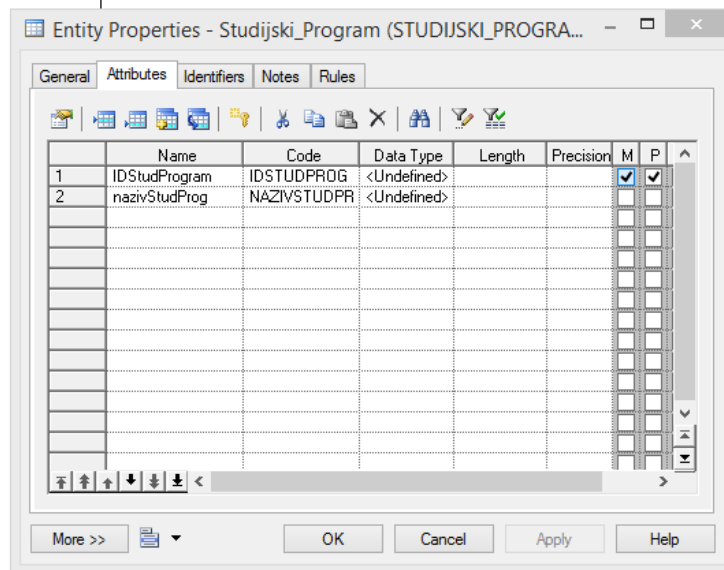 Entity Properties - Studijski_Program (STUDIJSKI_PROGRA...
General Attributes Identifiers Notes Rules
Name Code Data Type Length Precision M P
1 IDStudProgram IDSTUDPROG <Undefined>
2 nazivStudProg NAZIVSTUDPR <Undefined>
More >> OK Cancel Apply Help